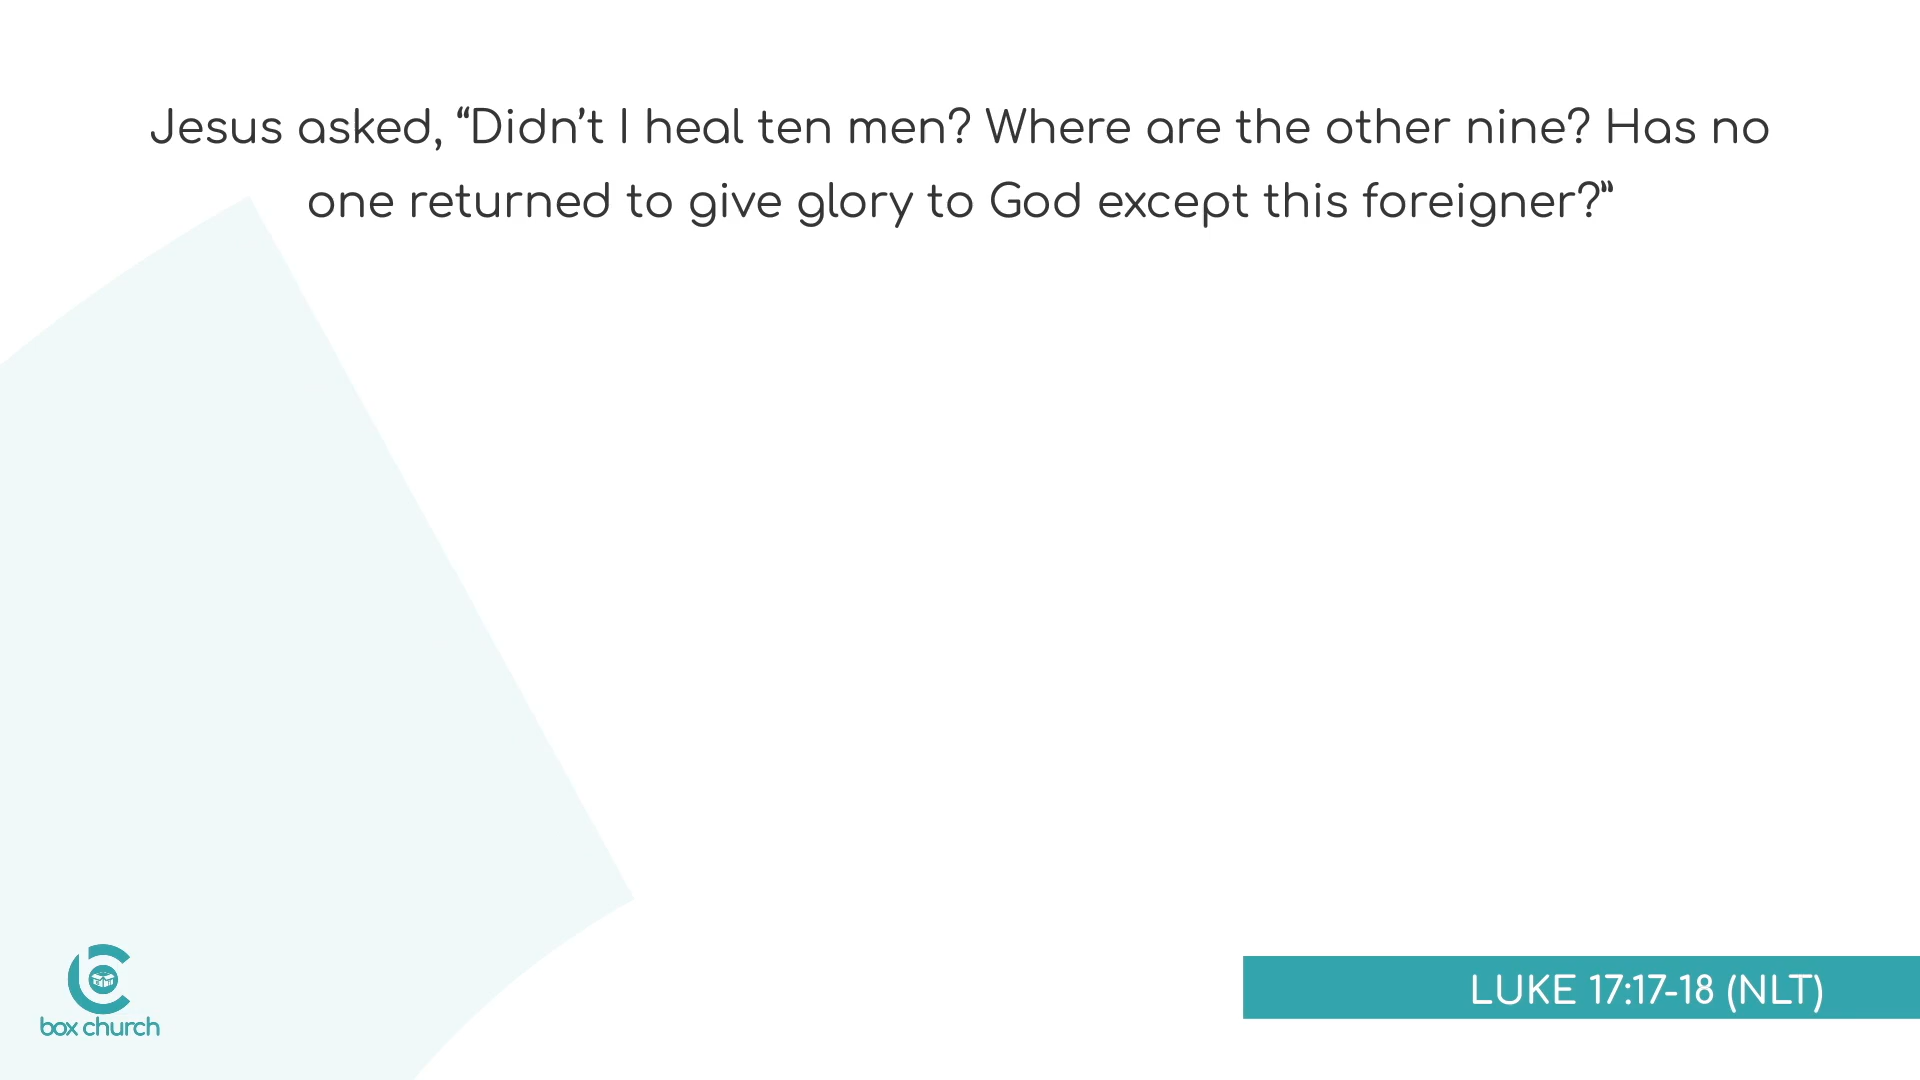 Jesus asked, “Didn’t I heal ten men? Where are the other nine? Has no
one returned to give glory to God except this foreigner?”
box church
LUKE 17:17-18 (NLT)